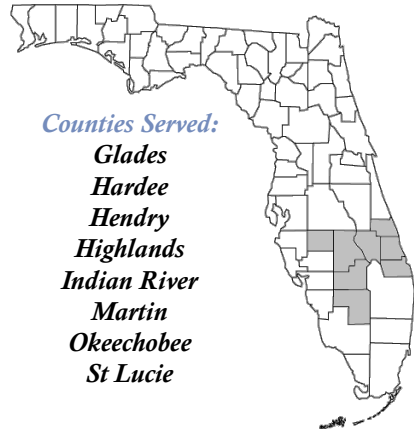 Counties Served:
Glades
Hardee
Hendry
Highlands
Indian River
Martin
Okeechobee
St Lucie